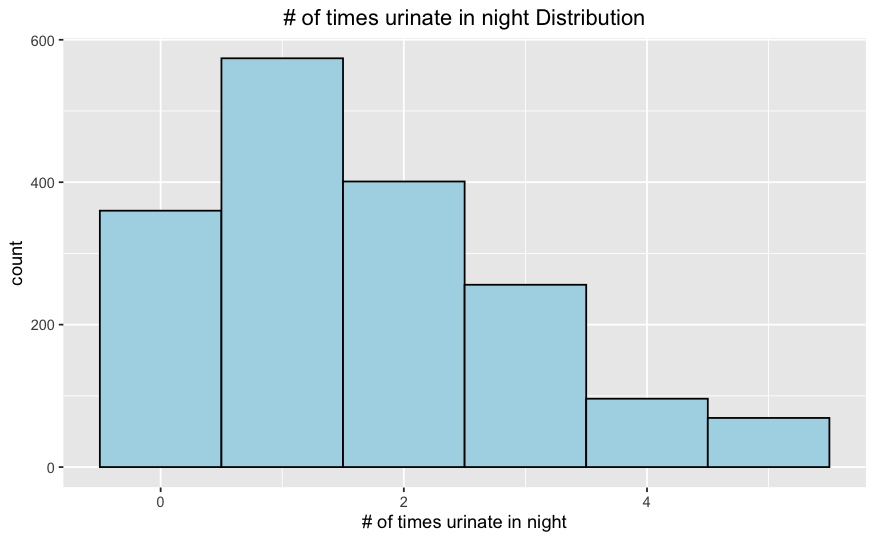 # of times urinate in night Distribution
600
400
200
0
count
0 2 4
# of times urinate in night